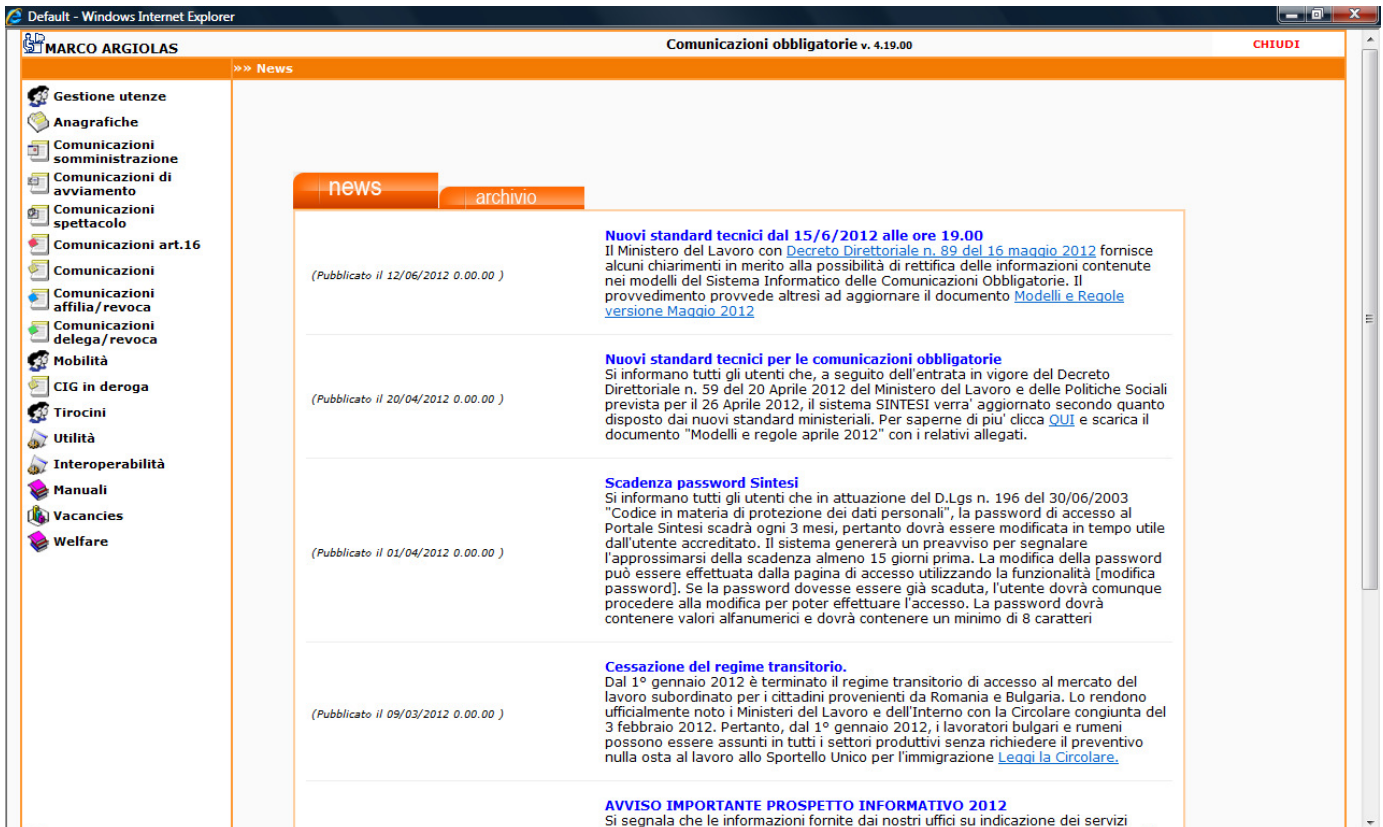 Default - Windows Internet Explorer
MARCO ARGIOLAS
Comunicazioni obbligatorie v. 4.19.00
CHIUDI
»» News
Gestione utenze
Anagrafiche
Comunicazioni
somministrazione
Comunicazioni di
avviamento
Comunicazioni
spettacolo
Comunicazioni art.16
Comunicazioni
Comunicazioni
affilia/revoca
Comunicazioni
delega/revoca
Mobilità
CIG in deroga
Tirocini
Utilità
Interoperabilità
Manuali
Vacancies
Welfare
news
archivio
(Pubblicato il 12/06/2012 0.00.00 )
Nuovi standard tecnici dal 15/6/2012 alle ore 19.00
Il Ministero del Lavoro con Decreto Direttoriale n. 89 del 16 maggio 2012 fornisce
alcuni chiarimenti in merito alla possibilità di rettifica delle informazioni contenute
nei modelli del Sistema Informatico delle Comunicazioni Obbligatorie. Il
provvedimento provvede altresì ad aggiornare il documento Modelli e Regole
versione Maggio 2012
(Pubblicato il 20/04/2012 0.00.00 )
Nuovi standard tecnici per le comunicazioni obbligatorie
Si informano tutti gli utenti che, a seguito dell'entrata in vigore del Decreto
Direttoriale n. 59 del 20 Aprile 2012 del Ministero del Lavoro e delle Politiche Sociali
prevista per il 26 Aprile 2012, il sistema SINTESI verra' aggiornato secondo quanto
disposto dai nuovi standard ministeriali. Per saperne di piu' clicca QUI e scarica il
documento "Modelli e regole aprile 2012" con i relativi allegati.
(Pubblicato il 01/04/2012 0.00.00 )
Scadenza password Sintesi
Si informano tutti gli utenti che in attuazione del D.Lgs n. 196 del 30/06/2003
"Codice in materia di protezione dei dati personali", la password di accesso al
Portale Sintesi scadrà ogni 3 mesi, pertanto dovrà essere modificata in tempo utile
dall'utente accreditato. Il sistema genererà un preavviso per segnalare
l'approssimarsi della scadenza almeno 15 giorni prima. La modifica della password
può essere effettuata dalla pagina di accesso utilizzando la funzionalità [modifica
password]. Se la password dovesse essere già scaduta, l'utente dovrà comunque
procedere alla modifica per poter effettuare l'accesso. La password dovrà
contenere valori alfanumerici e dovrà contenere un minimo di 8 caratteri
(Pubblicato il 09/03/2012 0.00.00 )
Cessazione del regime transitorio.
Dal 1° gennaio 2012 è terminato il regime transitorio di accesso al mercato del
lavoro subordinato per i cittadini provenienti da Romania e Bulgaria. Lo rendono
ufficialmente noto i Ministeri del Lavoro e dell'Interno con la Circolare congiunta del
3 febbraio 2012. Pertanto, dal 1° gennaio 2012, i lavoratori bulgari e rumeni
possono essere assunti in tutti i settori produttivi senza richiedere il preventivo
nulla osta al lavoro allo Sportello Unico per l'immigrazione Leggi la Circolare.
AVVISO IMPORTANTE PROSPETTO INFORMATIVO 2012
Si segnala che le informazioni fornite dai nostri uffici su indicazione dei servizi